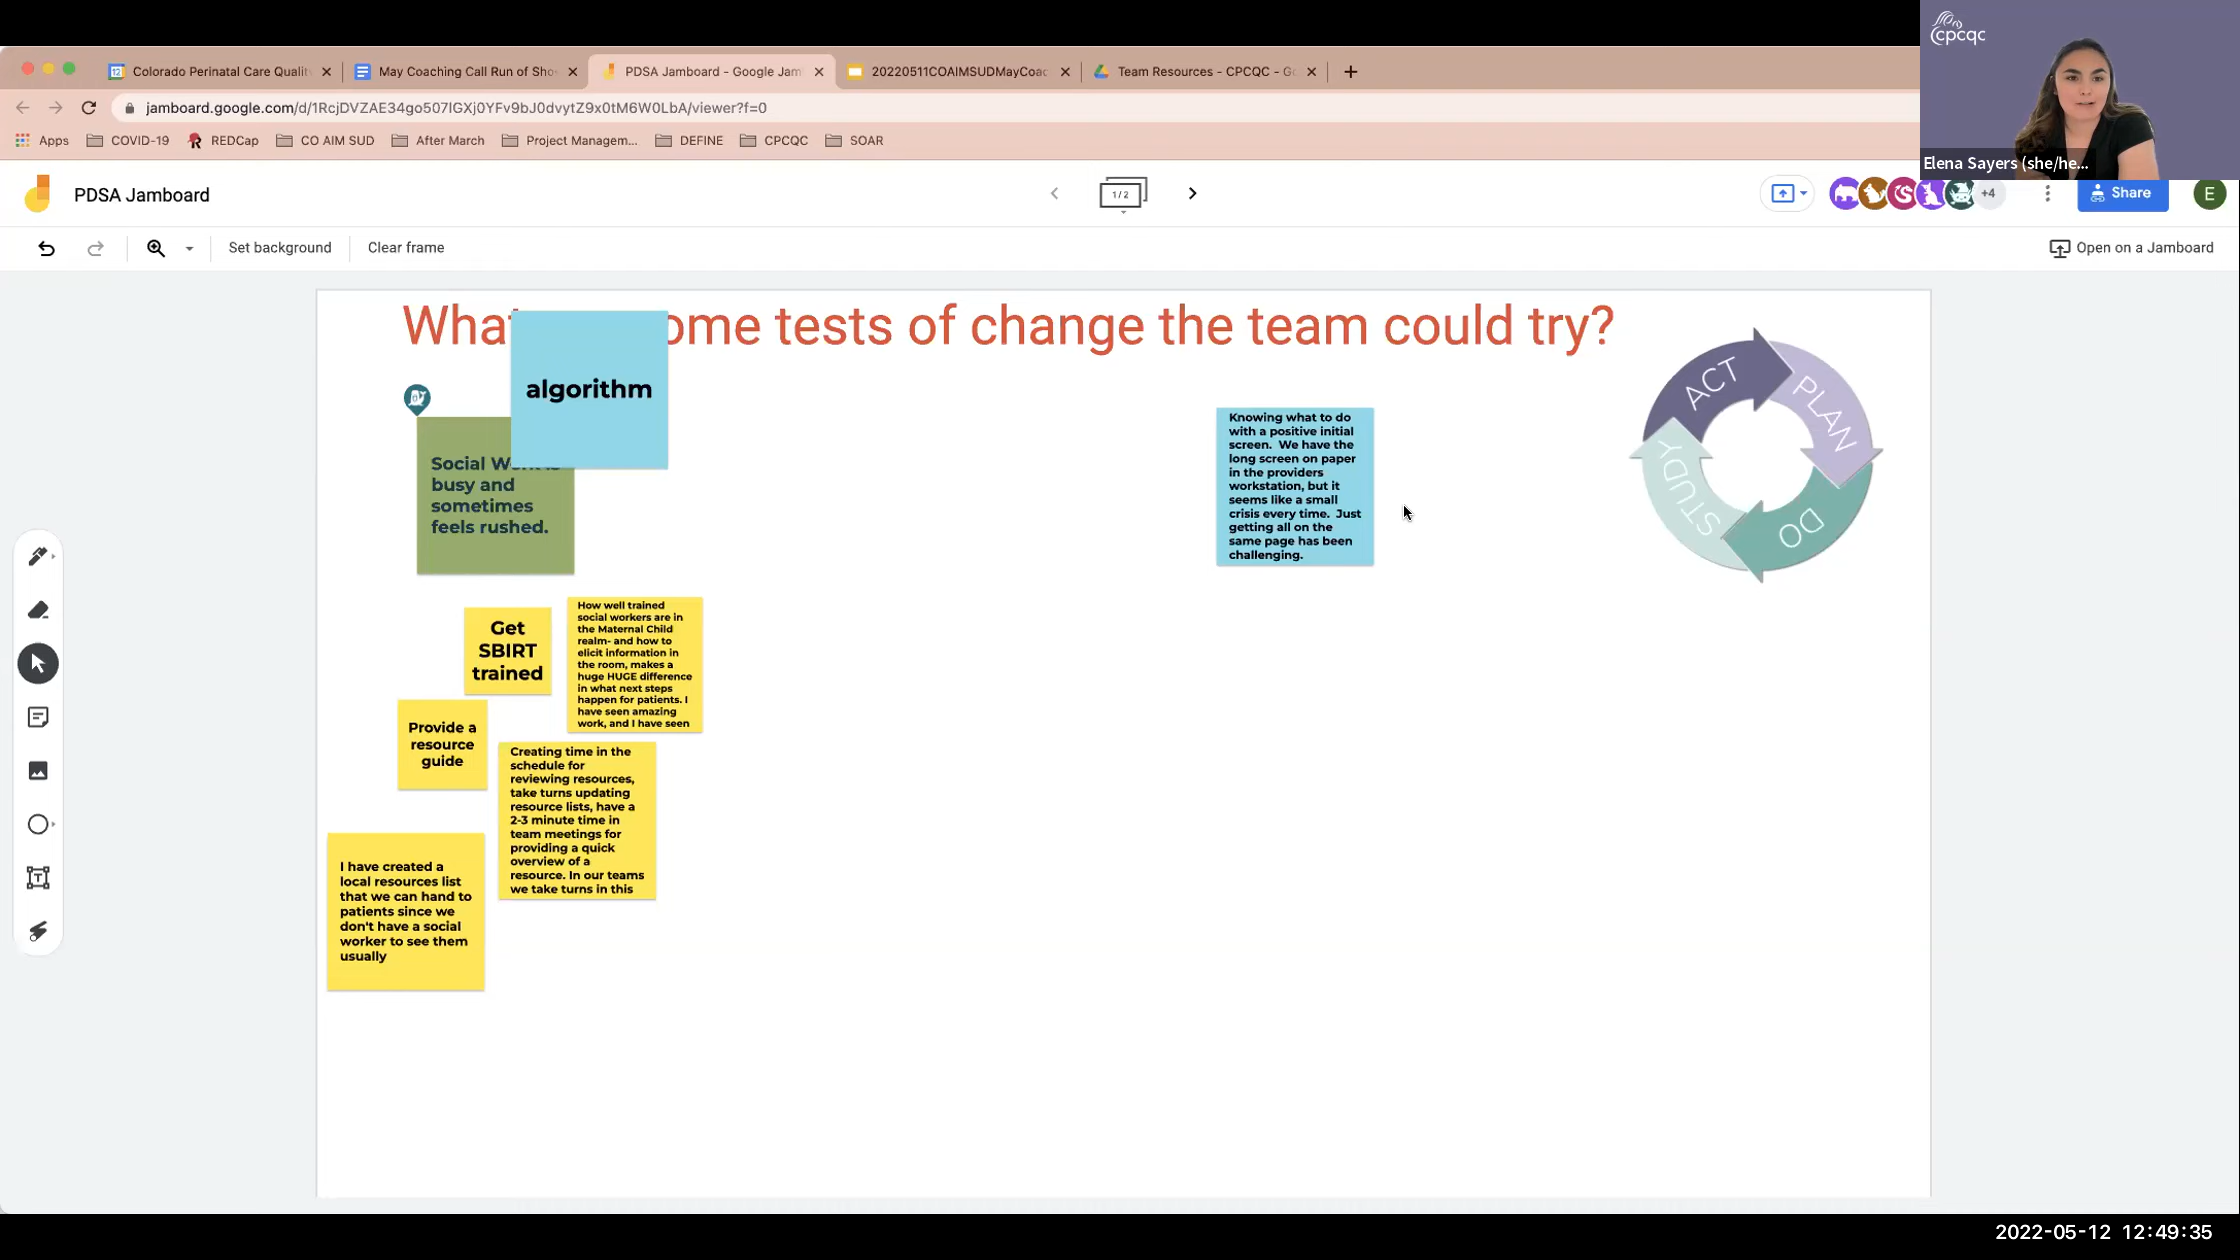 cpcqc
Elena Sayers (she/he...
Colorado Perinatal Care Qualit
May Coaching Call Run of Sho
PDSA Jamboard - Google Jam
20220511COAIMSUDMayCoac
Team Resources - CPCQC - Go
jamboard.google.com/d/
Apps
COVID-19
REDCap
CO AIM SUD
After March
Project Managem...
DEFINE
CPCQC
SOAR
PDSA Jamboard
1/2
+4
Share
E
Set background
Clear frame
Open on a Jamboard
What ome tests of change the team could try?
algorithm
Social Work is
busy and
sometimes
feels rushed.
Knowing what to do
with a positive initial
screen. We have the
long screen on paper
in the providers
workstation, but it
seems like a small
crisis every time. Just
getting all on the
same page has been
challenging.
ACT
PLAN
DO
STUDY
Get
SBIRT
trained
How well trained
social workers are in
the Maternal Child
realm- and how to
elicit information in
the room, makes a
huge HUGE difference
in what next steps
happen for patients. I
have seen amazing
work, and I have seen
Provide a
resource
guide
Creating time in the
schedule for
reviewing resources,
take turns updating
resource lists, have a
2-3 minute time in
team meetings for
providing a quick
overview of a
resource. In our teams
we take turns in this
I have created a
local resources list
that we can hand to
patients since we
don't have a social
worker to see them
usually
2022-05-12 12:49:35